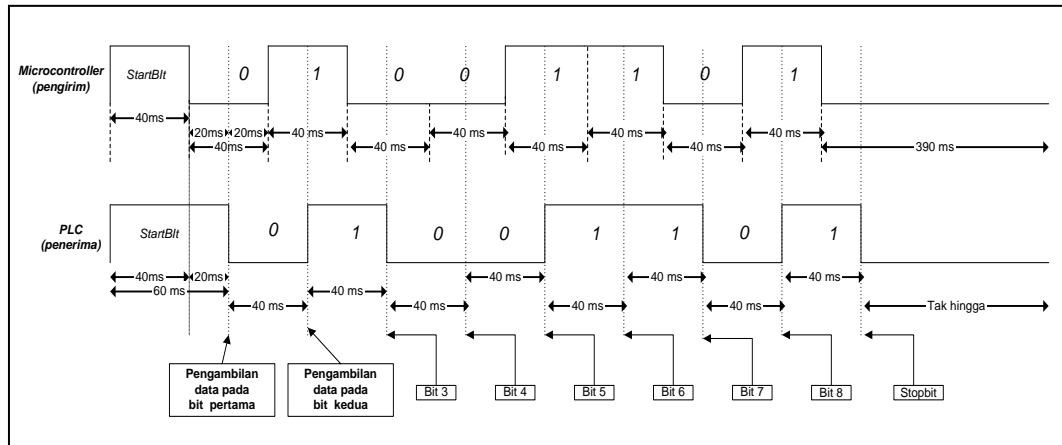 Microcontroller
(pengirim)
StartBIt
0 1 0 0 1 1 0 1
40ms
20ms 20ms 40 ms 40 ms 40 ms 40 ms
40ms 40 ms 40 ms 40 ms 390 ms
PLC
(penerima)
StartBIt
0 1 0 0 1 1 0 1
40ms 20ms 40 ms 40 ms 40 ms 40 ms
60 ms
40 ms 40 ms 40 ms 40 ms Tak hingga
Pengambilan
data pada
bit pertama
Pengambilan
data pada
bit kedua
Bit 3
Bit 4
Bit 5
Bit 6
Bit 7
Bit 8
Stopbit